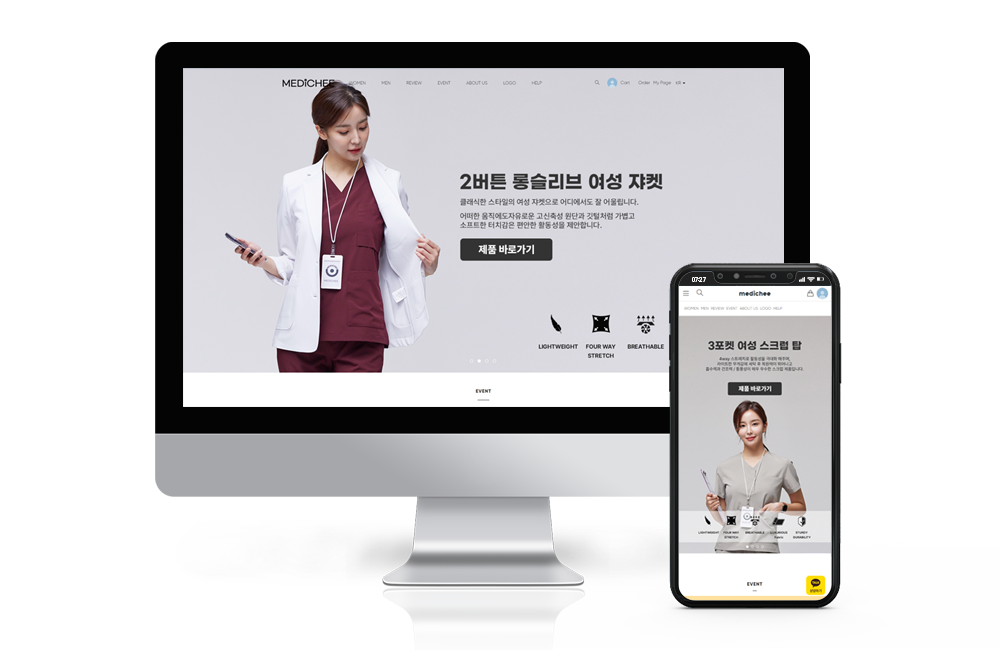 MEDICHEE WOMEN MEN REVIEW EVENT ABOUT US LOGO HELP Cart Order My Page KR
2버튼 롱슬리브 여성 쟈켓
클래식한 스타일의 여성 쟈켓으로 어디에서도 잘 어울립니다.
어떠한 움직에도자유로운 고신축성 원단과 깃털처럼 가볍고
소프트한 터치감은 편안한 활동성을 제안합니다.
제품 바로가기
LIGHTWEIGHT
FOUR WAY
STRETCH
BREATHABLE
EVENT
07:27
medichee
WOMEN MEN REVIEW EVENT ABOUT US LOGO HELP
3포켓 여성 스크럽 탑
제품 바로가기
LIGHTWEIGHT
FOUR WAY
STRETCH
BREATHABLE
STURDY
DURABILITY
EVENT